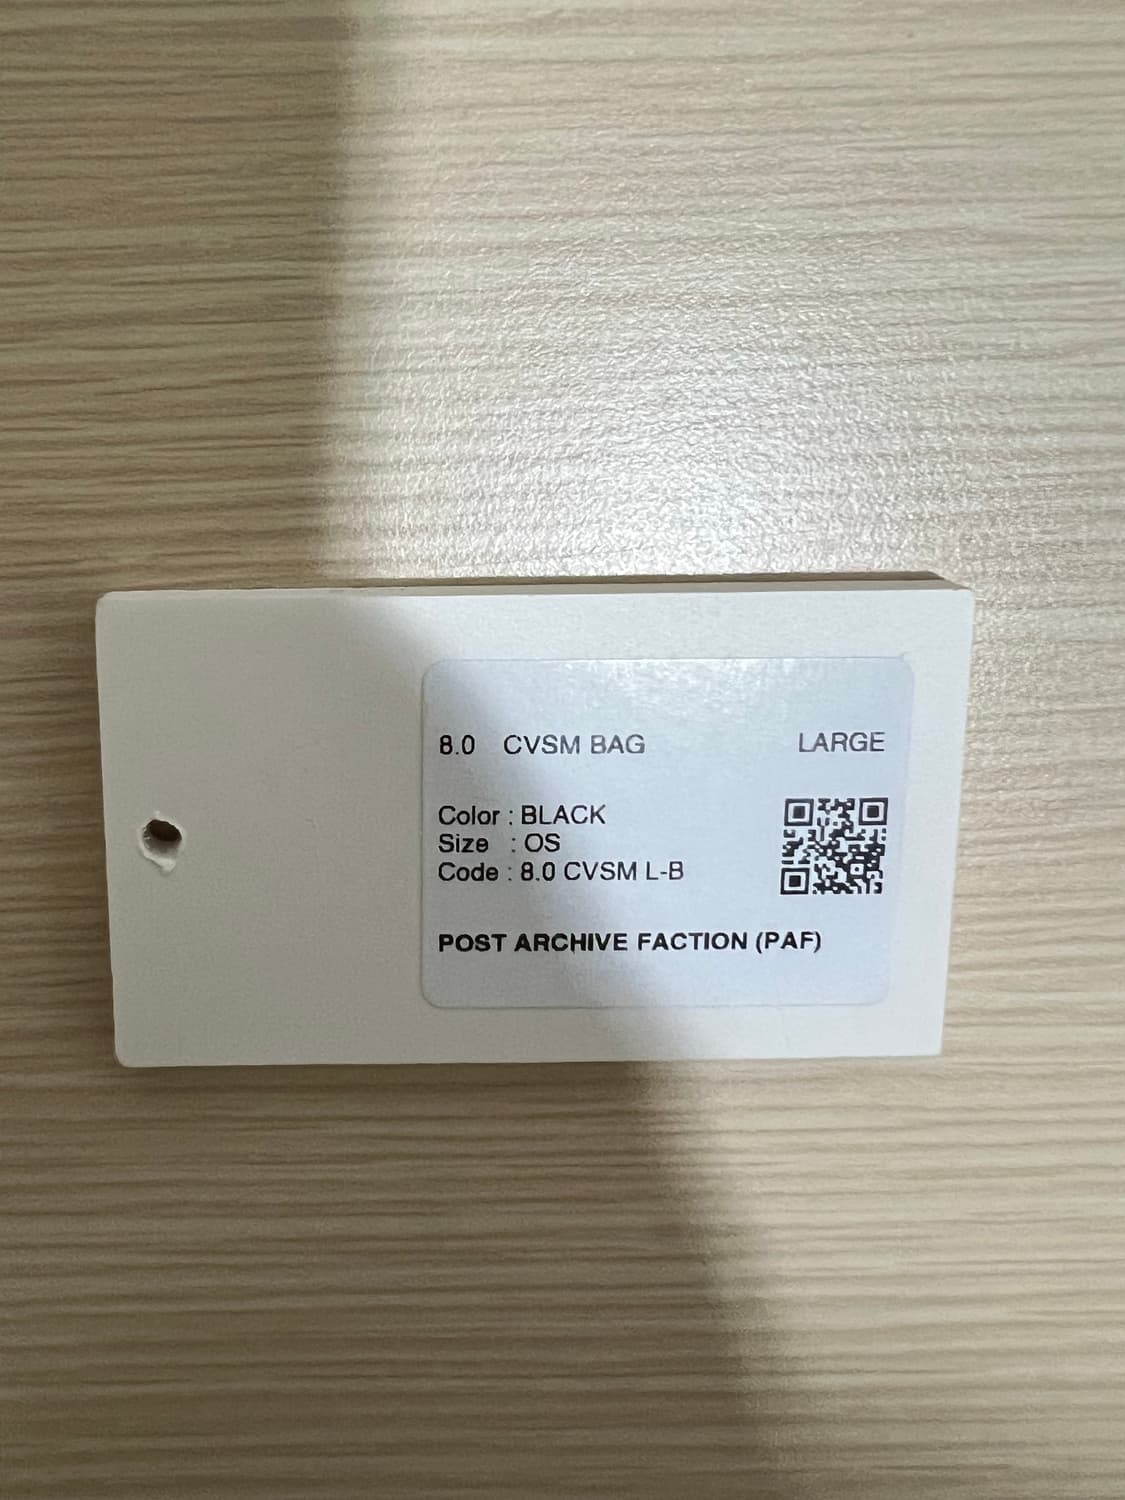 8.0 CVSM BAG LARGE
Color : BLACK
Size : OS
Code : 8.0 CVSM L-B
POST ARCHIVE FACTION (PAF)